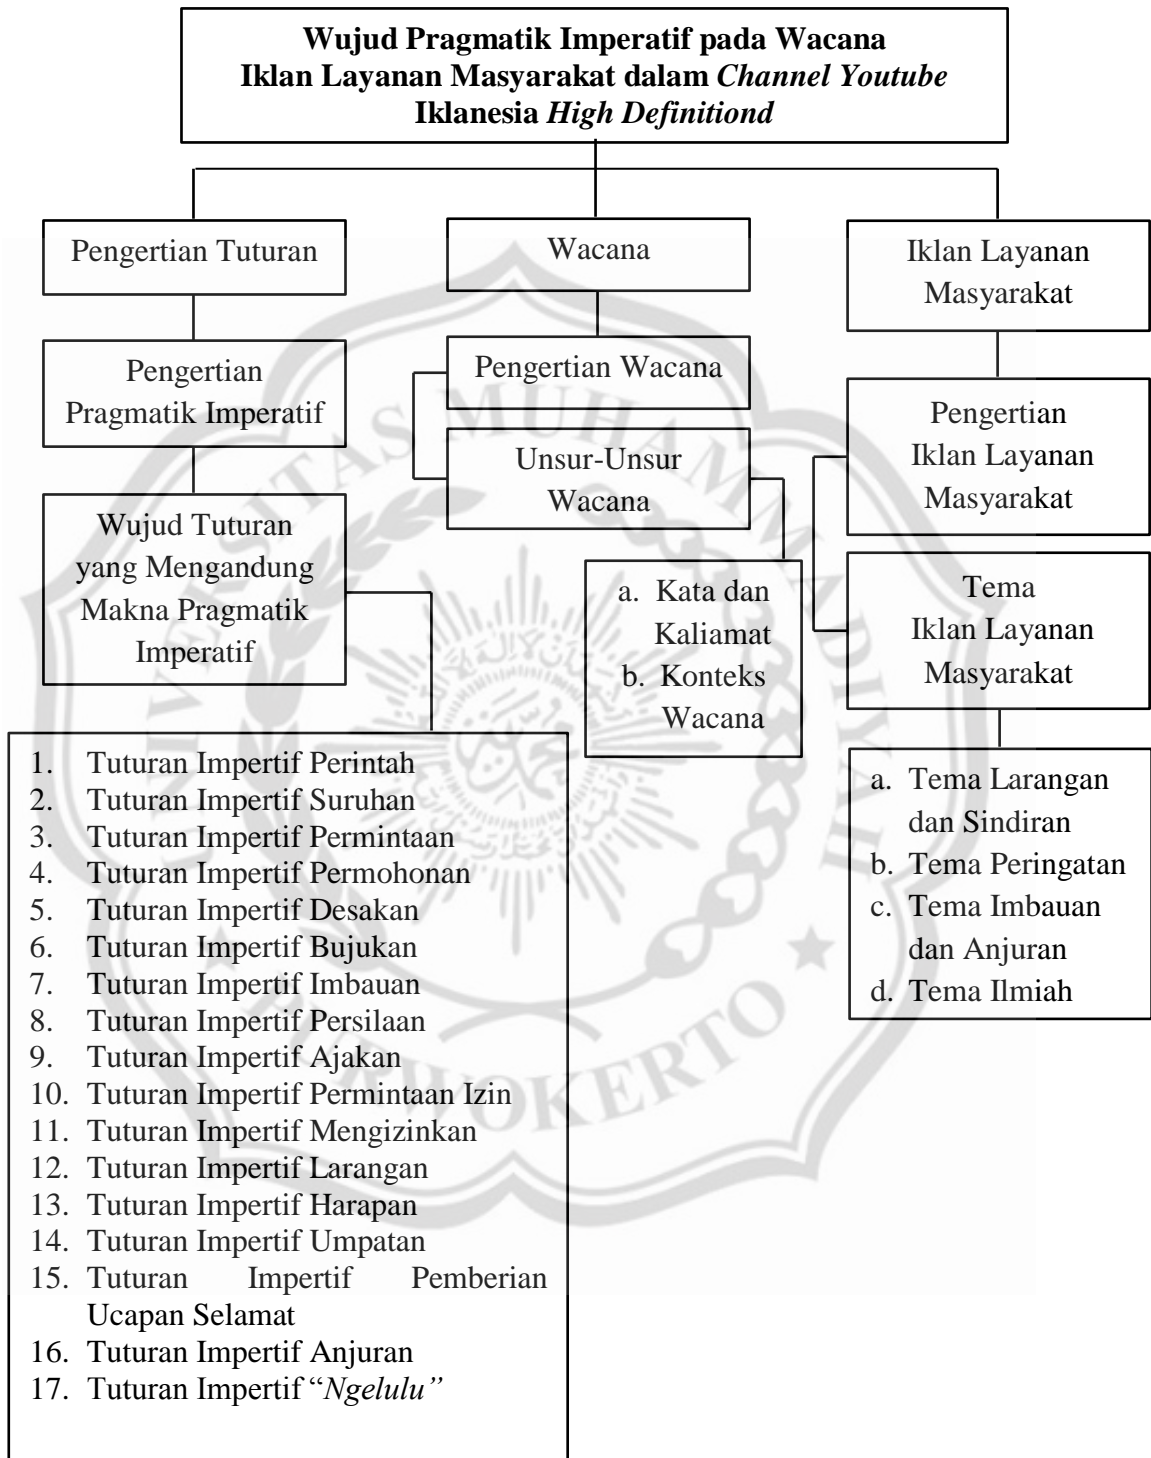 Wujud Pragmatik Imperatif pada Wacana
Iklan Layanan Masyarakat dalam Channel Youtube
Iklanesia High Definitiond
Pengertian Tuturan
Pengertian
Pragmatik Imperatif
Wujud Tuturan
yang Mengandung
Makna Pragmatik
Imperatif
1. Tuturan Impertif Perintah
2. Tuturan Impertif Suruhan
3. Tuturan Impertif Permintaan
4. Tuturan Impertif Permohonan
5. Tuturan Impertif Desakan
6. Tuturan Impertif Bujukan
7. Tuturan Impertif Imbauan
8. Tuturan Impertif Persilaan
9. Tuturan Impertif Ajakan
10. Tuturan Impertif Permintaan Izin
11. Tuturan Impertif Mengizinkan
12. Tuturan Impertif Larangan
13. Tuturan Impertif Harapan
14. Tuturan Impertif Umpatan
15. Tuturan Impertif Pemberian
Ucapan Selamat
16. Tuturan Impertif Anjuran
17. Tuturan Impertif “Ngelulu”
Wacana
Pengertian Wacana
Unsur-Unsur
Wacana
a. Kata dan
Kaliamat
b. Konteks
Wacana
Iklan Layanan
Masyarakat
Pengertian
Iklan Layanan
Masyarakat
Tema
Iklan Layanan
Masyarakat
a. Tema Larangan
dan Sindiran
b. Tema Peringatan
c. Tema Imbauan
dan Anjuran
d. Tema Ilmiah
UNIVERSITAS MUHAMMADIYAH
PURWOKERTO